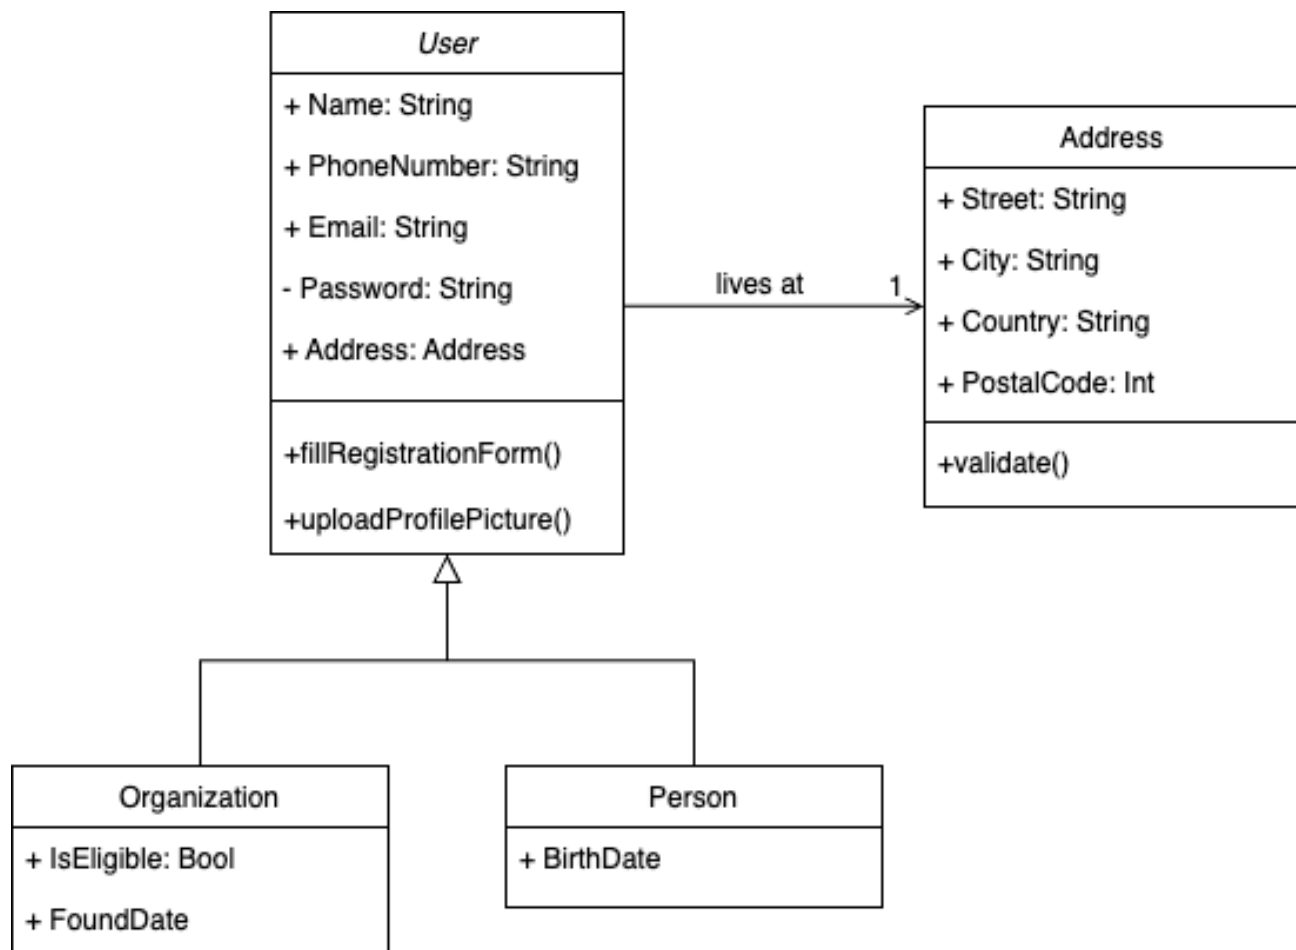 User
+ Name: String
+ PhoneNumber: String
+ Email: String
- Password: String
+ Address: Address
+fillRegistrationForm()
+uploadProfilePicture()
lives at
1
Address
+ Street: String
+ City: String
+ Country: String
+ PostalCode: Int
+validate()
Organization
+ IsEligible: Bool
+ FoundDate
Person
+ BirthDate